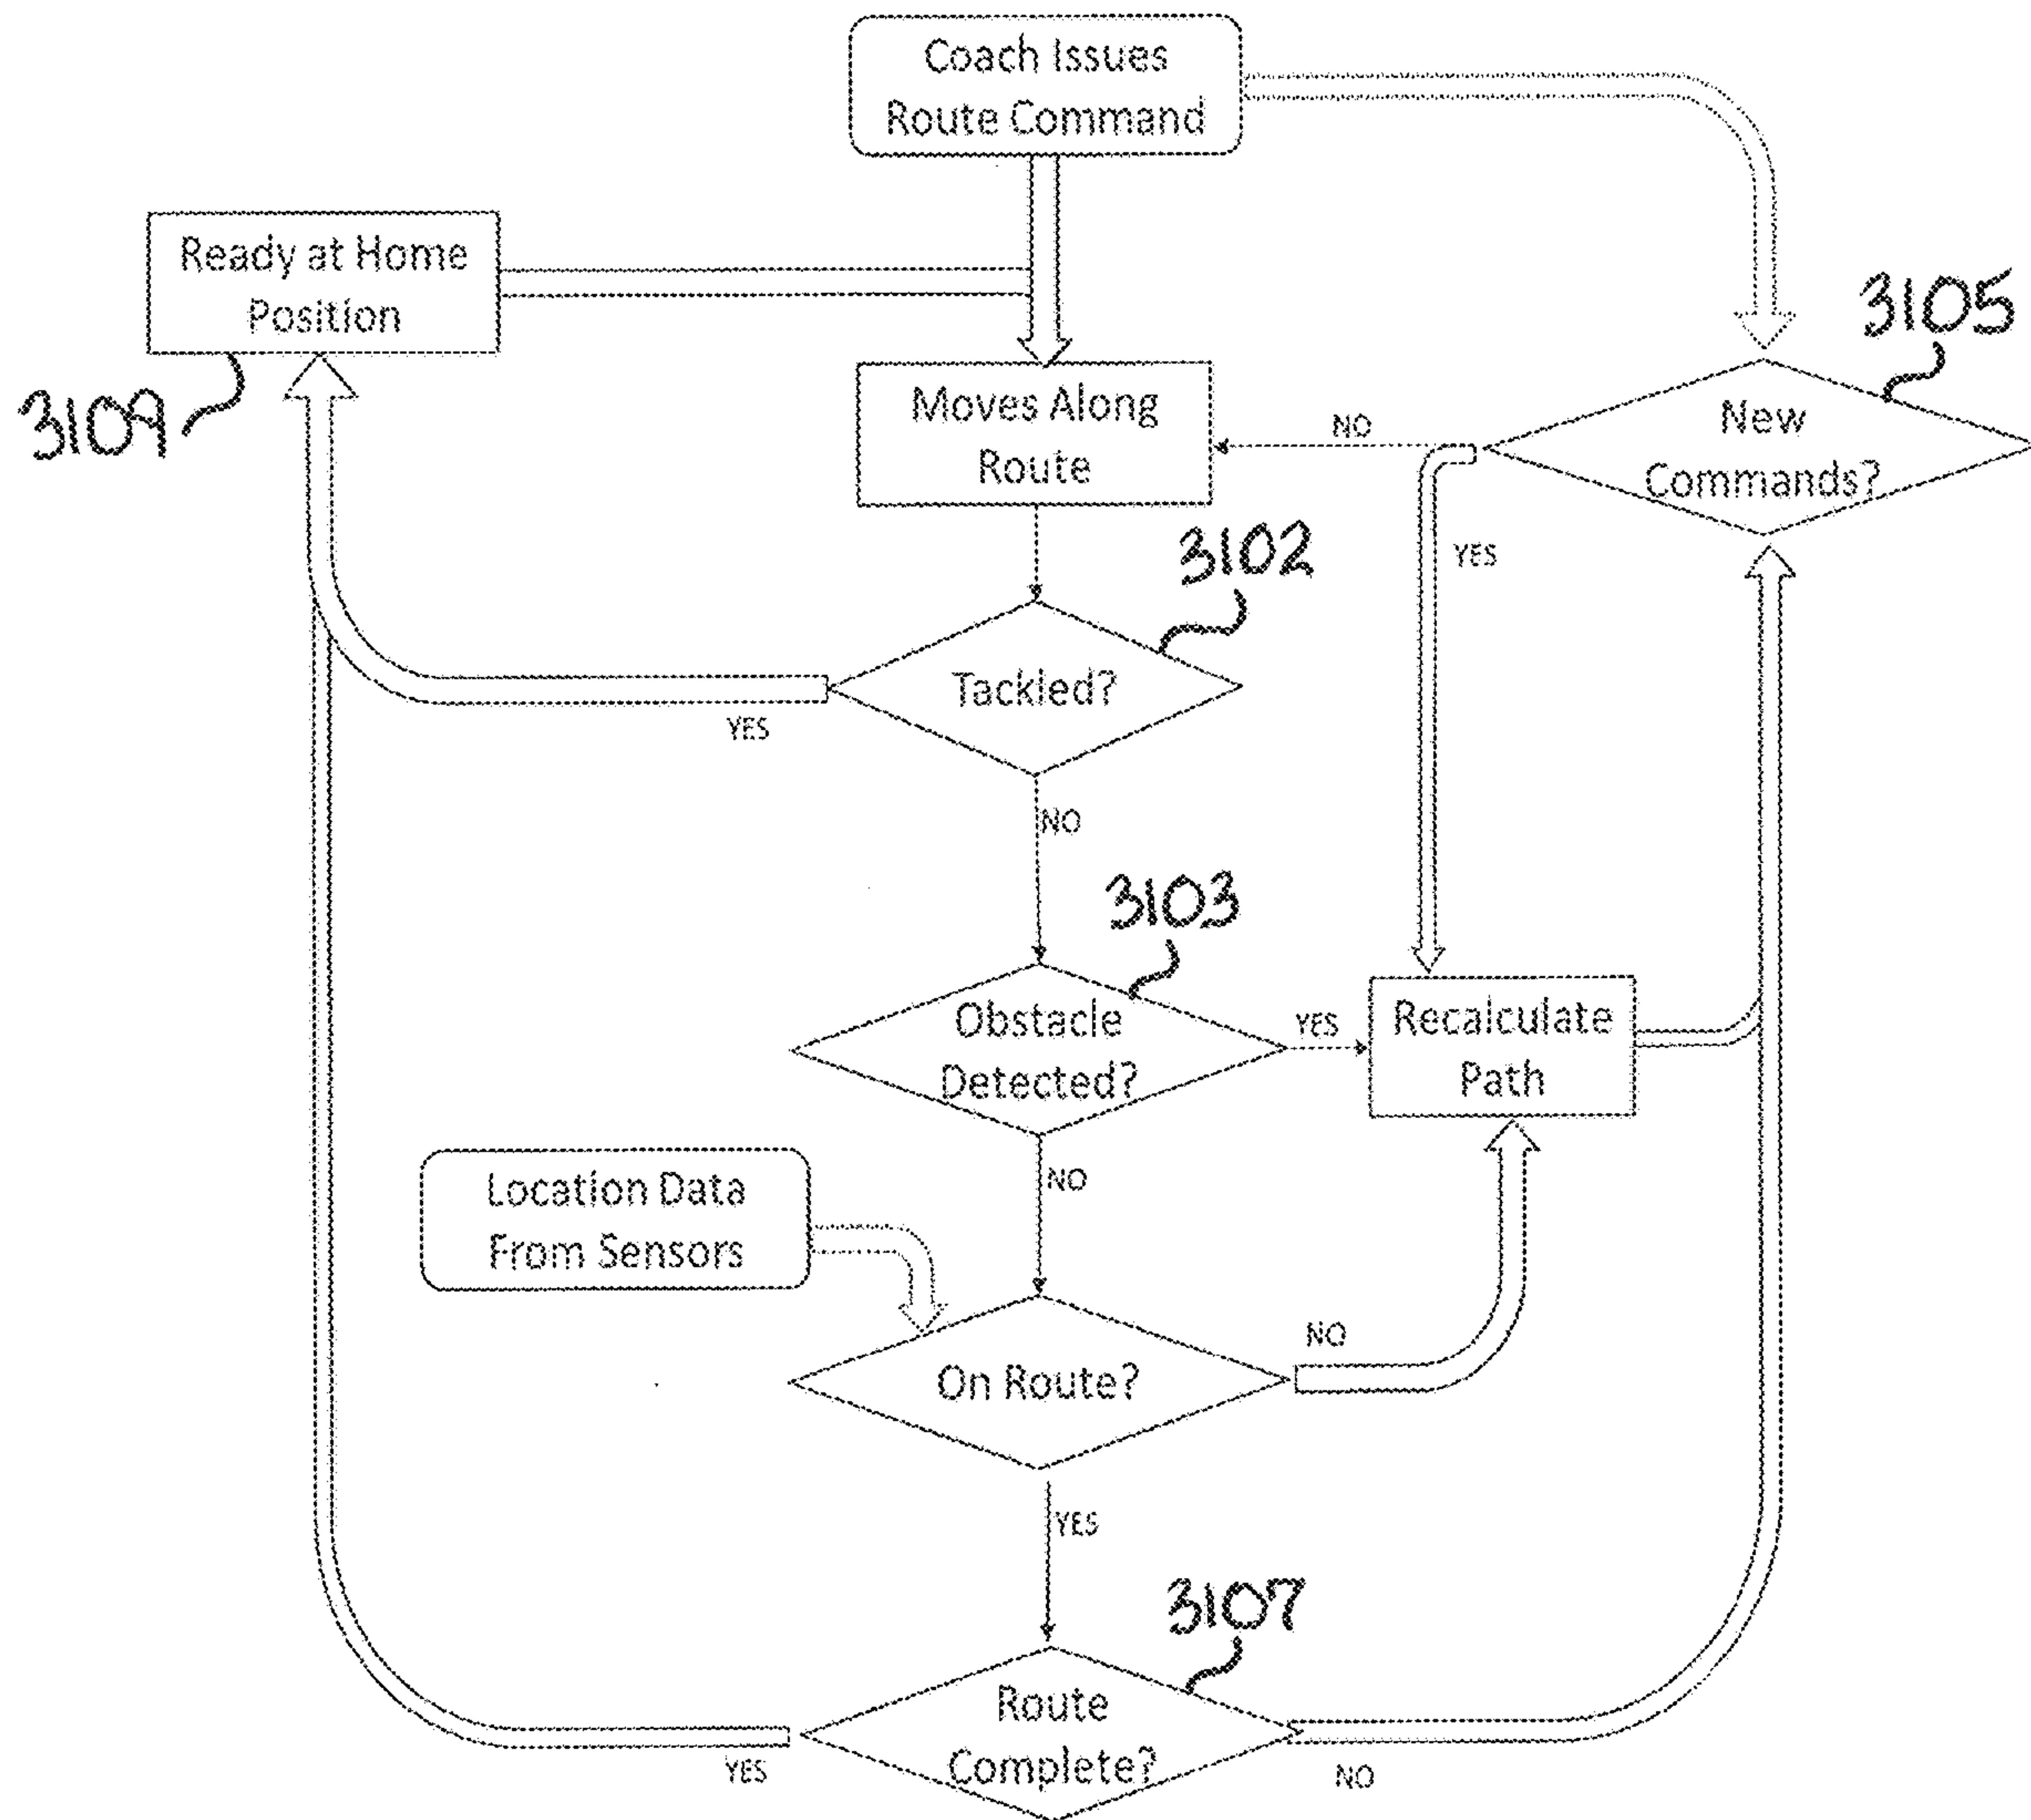 Coach Issues
Route Command
Ready at Home
Position
3109
3105
Moves Along
Route
NO
New
Commands?
YES
3102
Tackled?
YES
NO
3103
Obstacle
Detected?
YES
Recalculate
Path
NO
Location Data
From Sensors
On Route?
NO
YES
3107
Route
Complete?
YES
NO